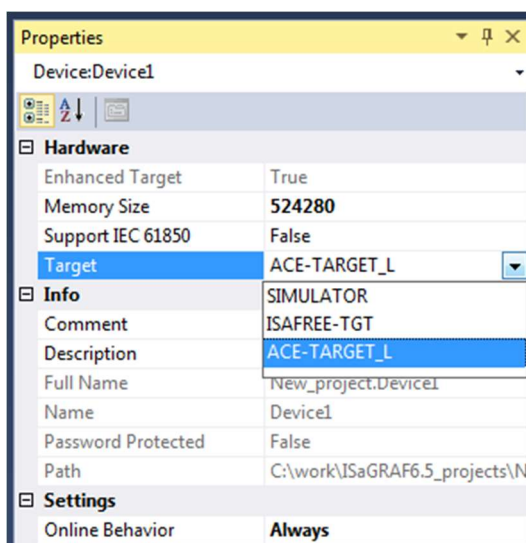 Properties
Device:Device1
A
Z
Hardware
Enhanced Target True
Memory Size 524280
Support IEC 61850 False
Target ACE-TARGET_L
SIMULATOR
Info
Comment ISAFREE-TGT
Description ACE-TARGET_L
Full Name New_project.Device1
Name Device1
Password Protected False
Path C:\work\ISaGRAF6.5_projects\N
Settings
Online Behavior Always